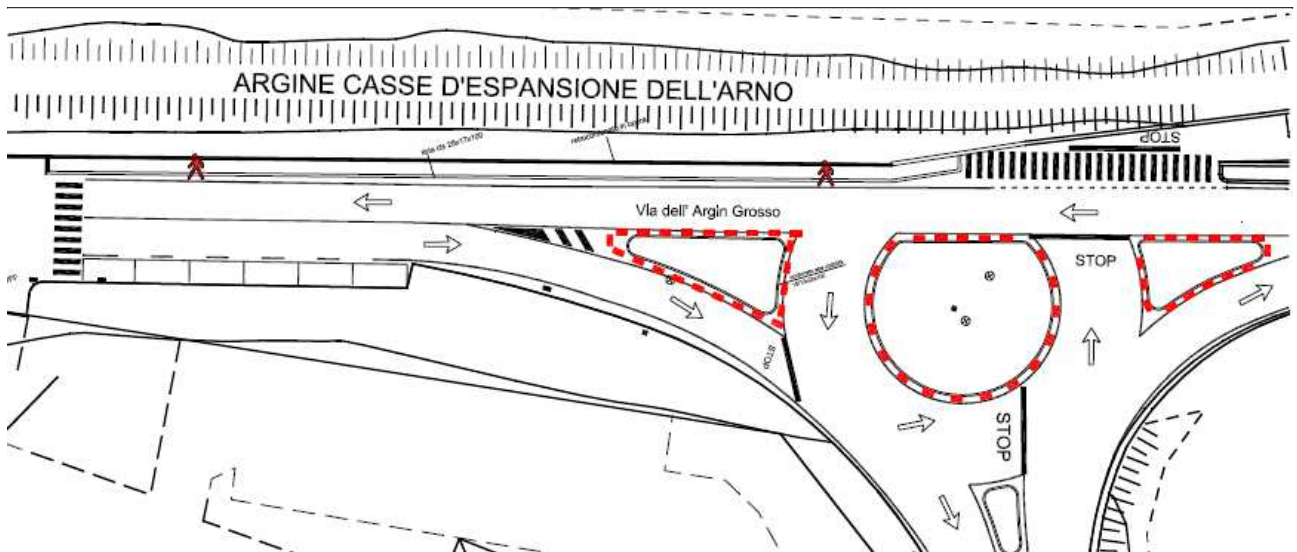 ARGINE CASSE D'ESPANSIONE DELL'ARNO
STOP
VIa dell' Argin Grosso
STOP
STOP
STOP